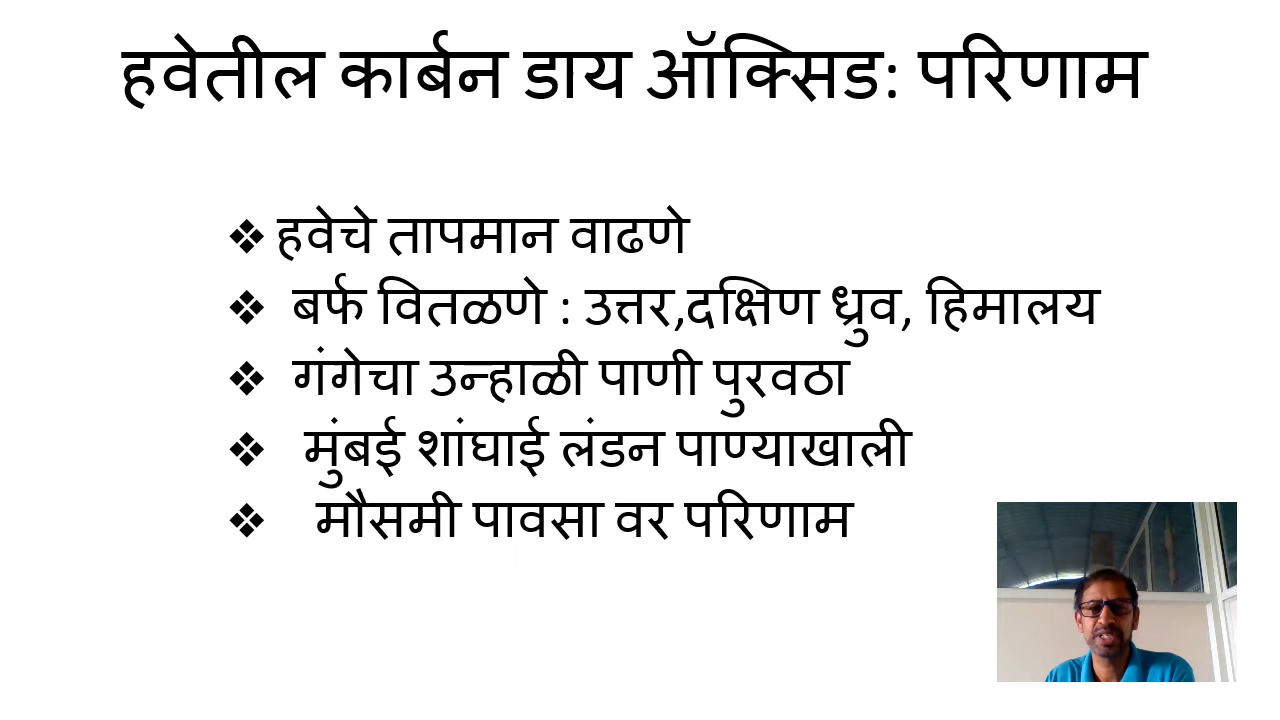 हवेतील कार्बन डाय ऑक्सिड: परिणाम
❖ हवेचे तापमान वाढणे
❖ बर्फ वितळणे : उत्तर,दक्षिण ध्रुव, हिमालय
❖ गंगेचा उन्हाळी पाणी पुरवठा
❖ मुंबई शांघाई लंडन पाण्याखाली
❖ मौसमी पावसा वर परिणाम